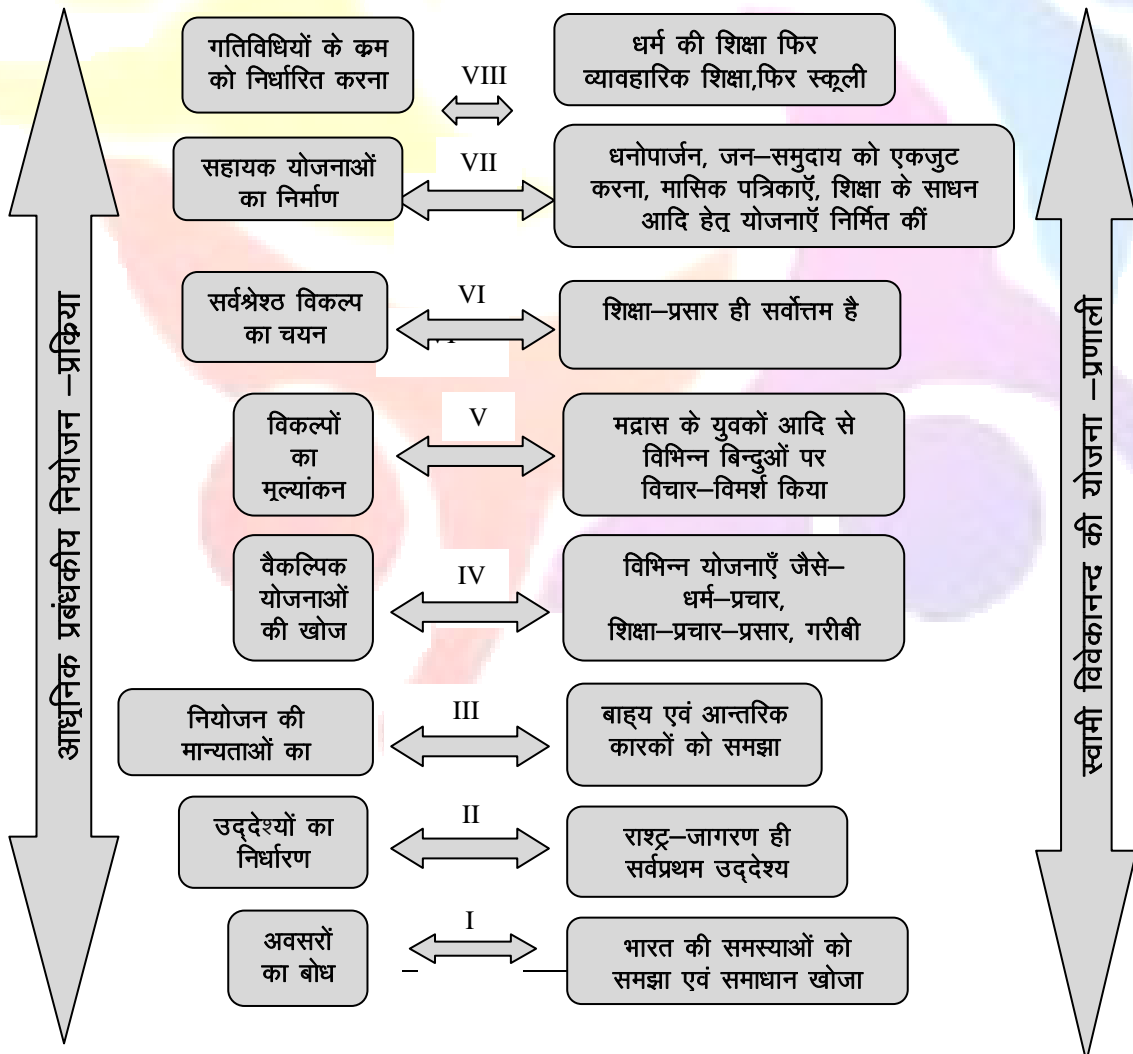 गतिविधियों के क्रम
को निर्धारित करना
VIII
धर्म की शिक्षा फिर
व्यावहारिक शिक्षा,फिर स्कूली
सहायक योजनाओं
का निर्माण
VII
धनोपार्जन, जन–समुदाय को एकजुट
करना, मासिक पत्रिकाएॅ, शिक्षा के साधन
आदि हेतु योजनाएॅ निर्मित कीं
सर्वश्रेश्ठ विकल्प
का चयन
VI
शिक्षा–प्रसार ही सर्वोत्तम है
विकल्पों
का
मूल्यांकन
V
मद्रास के युवकों आदि से
विभिन्न बिन्दुओं पर
विचार–विमर्श किया
वैकल्पिक
योजनाओं
की खोज
IV
विभिन्न योजनाएँ जैसे–
धर्म–प्रचार,
शिक्षा–प्रचार–प्रसार, गरीबी
नियोजन की
मान्यताओं का
III
बाह्य एवं आन्तरिक
कारकों को समझा
उद्देश्यों का
निर्धारण
II
राश्ट्र–जागरण ही
सर्वप्रथम उद्देश्य
अवसरों
का बोध
I
भारत की समस्याओं को
समझा एवं समाधान खोजा
आधुनिक प्रबंधकीय नियोजन –प्रक्रिया
स्वामी विवेकानन्द की योजना –प्रणाली